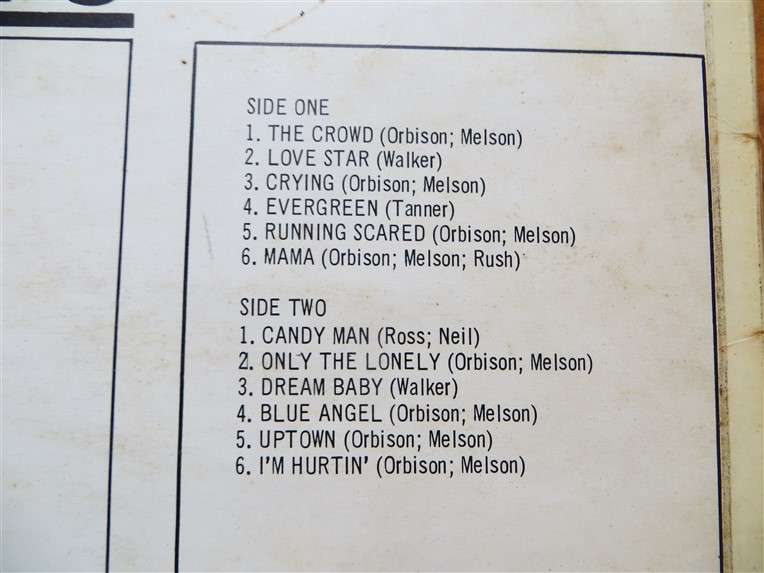 SIDE ONE
1. THE CROWD (Orbison; Melson)
2. LOVE STAR (Walker)
3. CRYING (Orbison; Melson)
4. EVERGREEN (Tanner)
5. RUNNING SCARED (Orbison; Melson)
6. MAMA (Orbison; Melson; Rush)
SIDE TWO
1. CANDY MAN (Ross; Neil)
2. ONLY THE LONELY (Orbison; Melson)
3. DREAM BABY (Walker)
4. BLUE ANGEL (Orbison; Melson)
5. UPTOWN (Orbison; Melson)
6. I'M HURTIN' (Orbison; Melson)